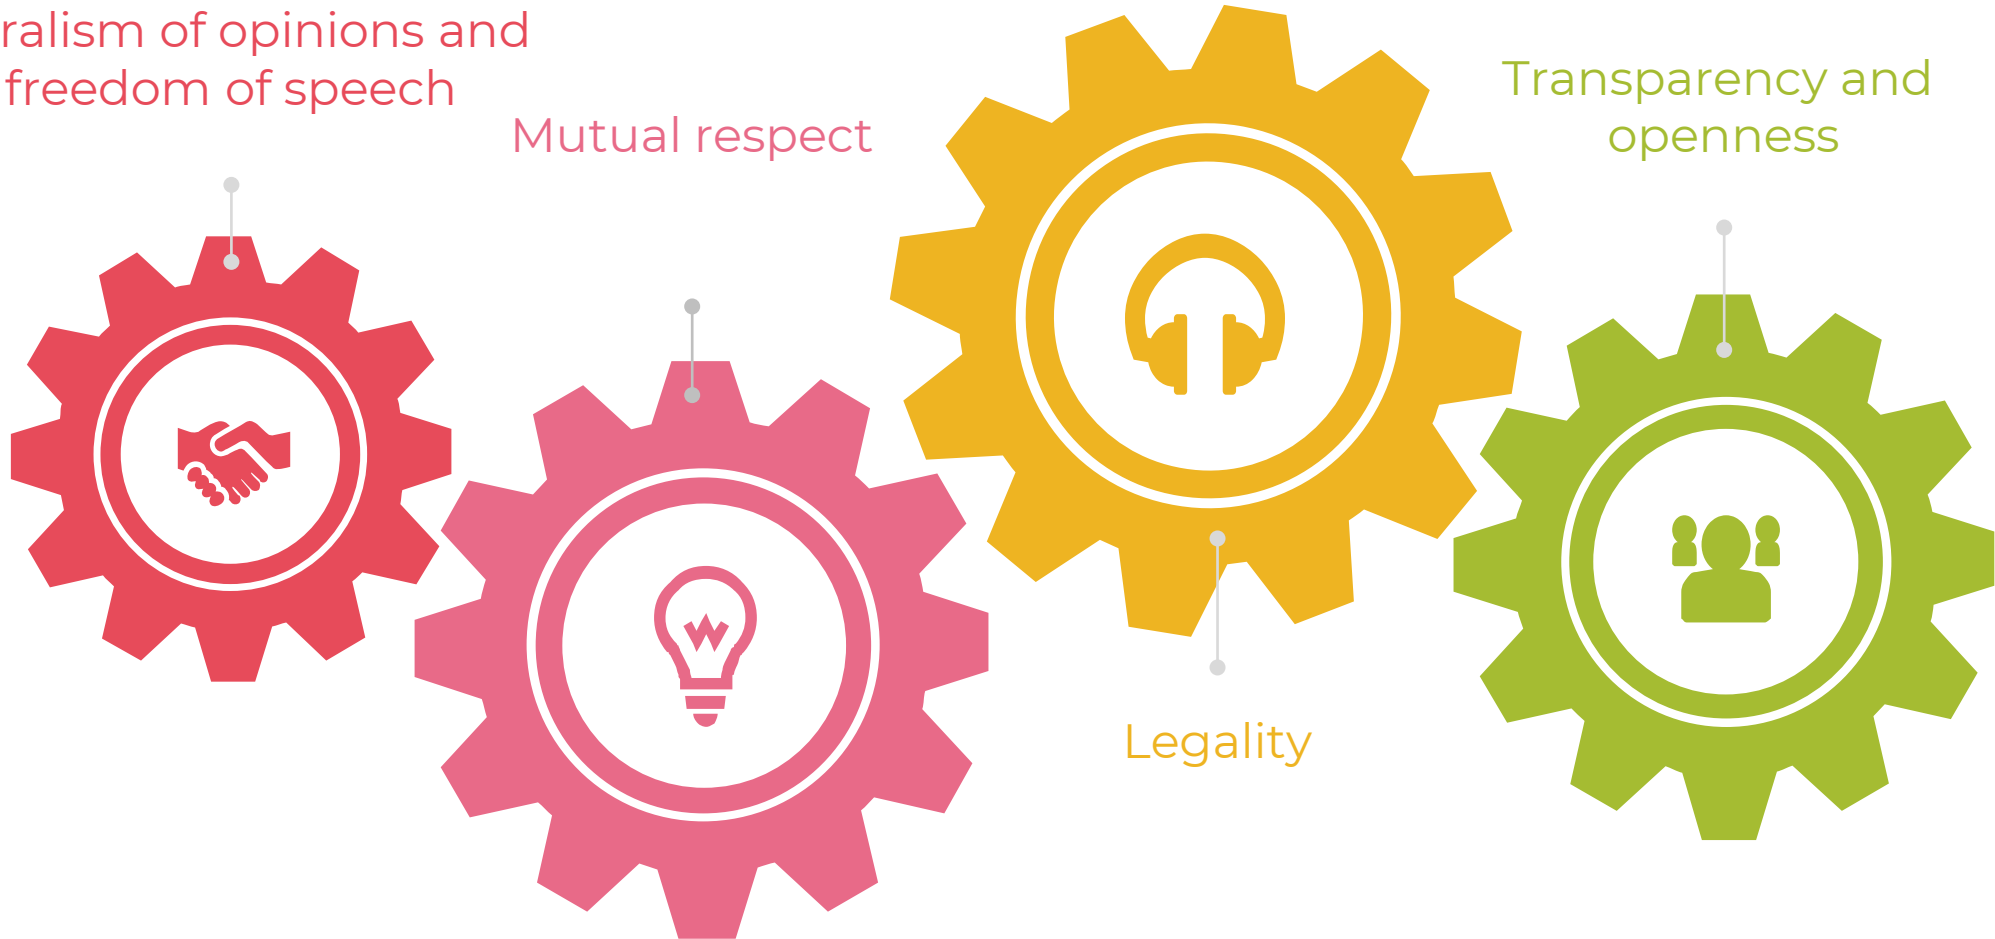 ralism of opinions and
freedom of speech
Mutual respect
Transparency and
openness
Legality